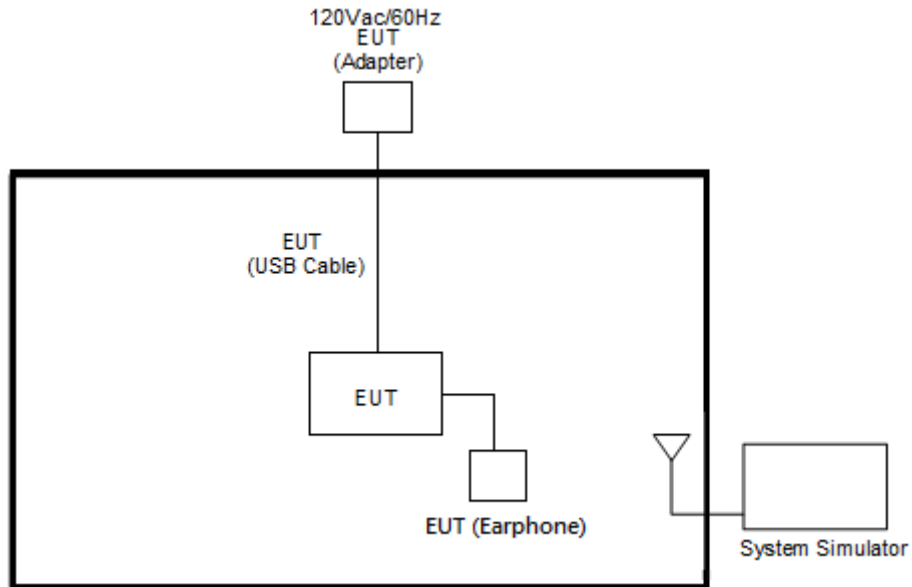 120Vac/60Hz
EUT
(Adapter)
EUT
(USB Cable)
EUT
EUT (Earphone)
System Simulator